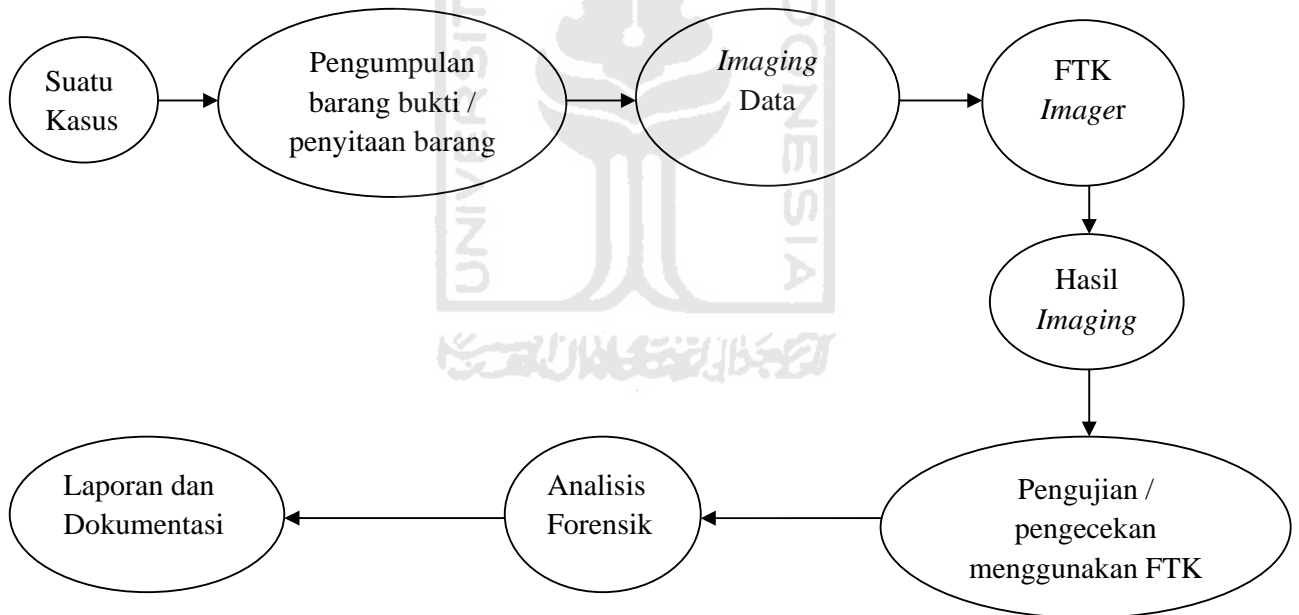 Suatu
Kasus
Pengumpulan
barang bukti /
penyitaan barang
Imaging
Data
FTK
Imager
Hasil
Imaging
Pengujian /
pengecekan
menggunakan FTK
Analisis
Forensik
Laporan dan
Dokumentasi